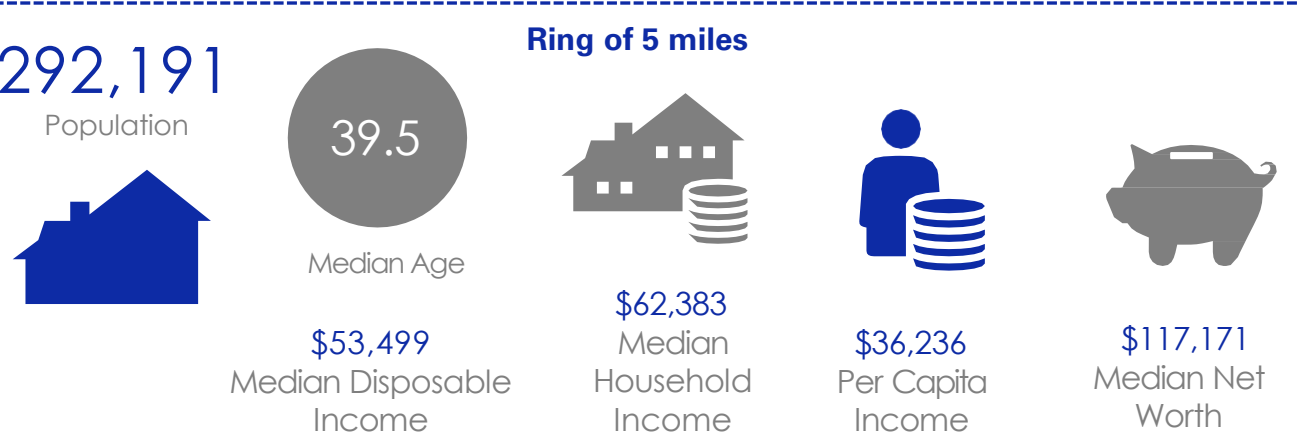 Ring of 5 miles
292,191
Population
39.5
Median Age
$53,499
Median Disposable
Income
$62,383
Median
Household
Income
$36,236
Per Capita
Income
$117,171
Median Net
Worth